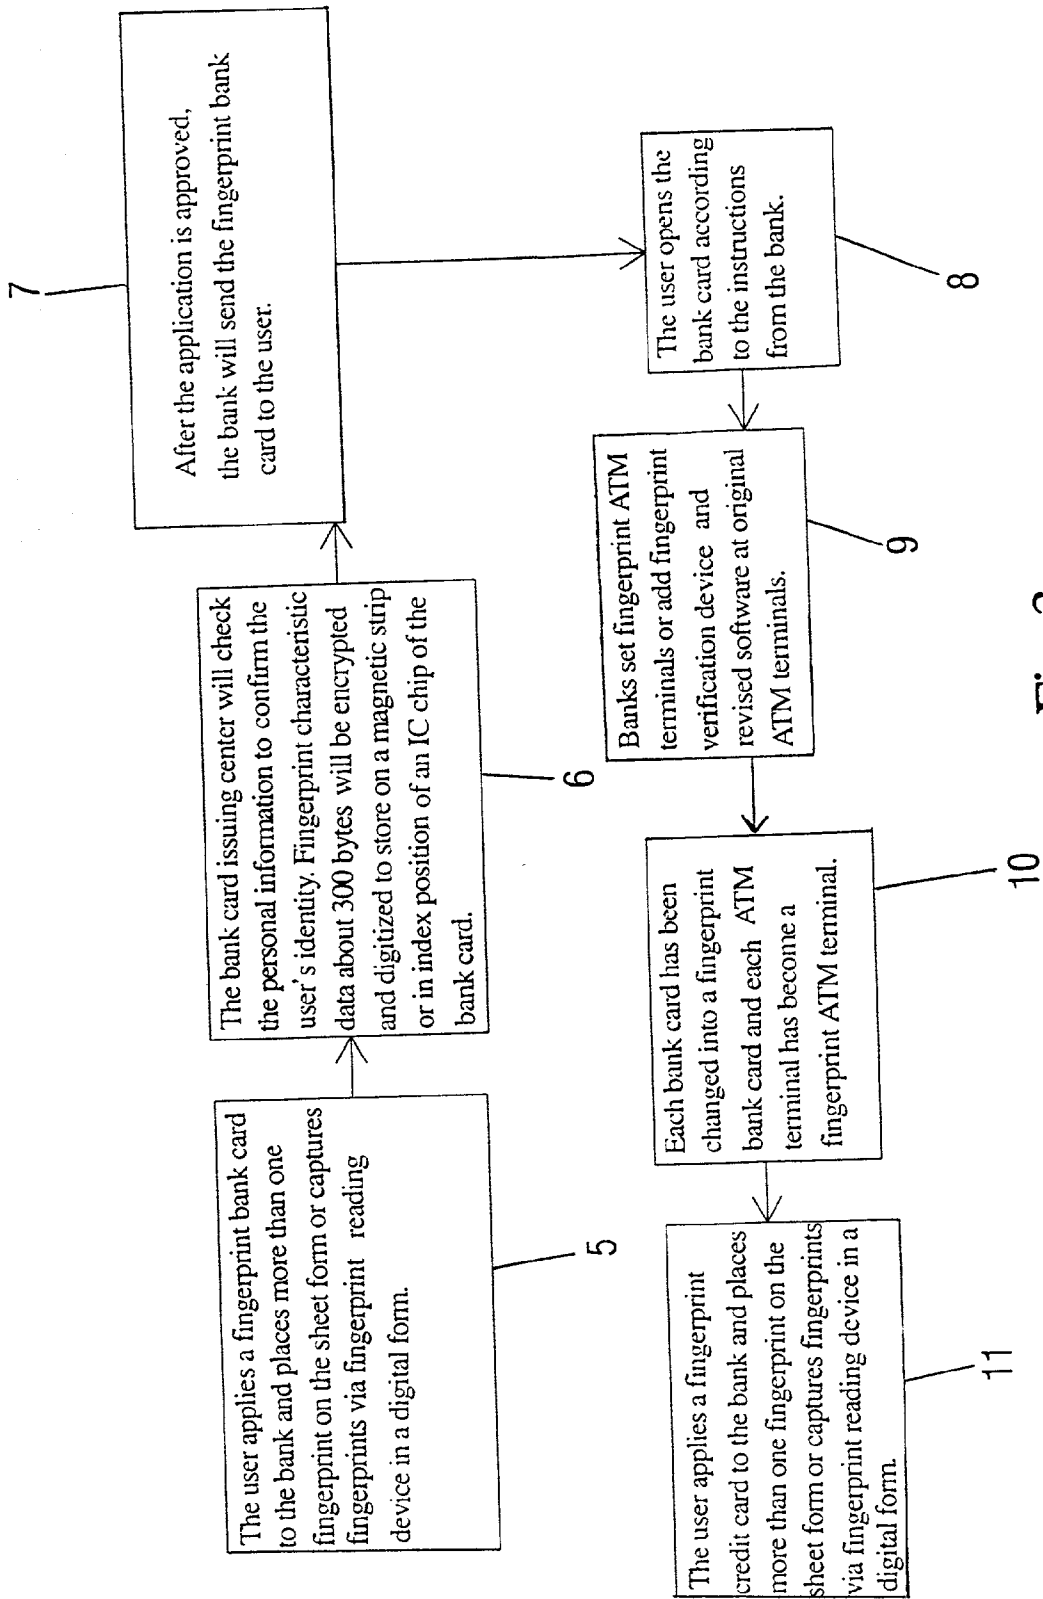 The user applies a fingerprint bank card
to the bank and places more than one
fingerprint on the sheet form or captures
fingerprints via fingerprint reading
device in a digital form.
5
The bank card issuing center will check
the personal information to confirm the
user's identity. Fingerprint characteristic
data about 300 bytes will be encrypted
and digitized to store on a magnetic strip
or in index position of an IC chip of the
bank card.
6
After the application is approved,
the bank will send the fingerprint bank
card to the user.
7
The user opens the
bank card according
to the instructions
from the bank.
8
Banks set fingerprint ATM
terminals or add fingerprint
verification device and
revised software at original
ATM terminals.
9
Each bank card has been
changed into a fingerprint
bank card and each ATM
terminal has become a
fingerprint ATM terminal.
10
The user applies a fingerprint
credit card to the bank and places
more than one fingerprint on the
sheet form or captures fingerprints
via fingerprint reading device in a
digital form.
11